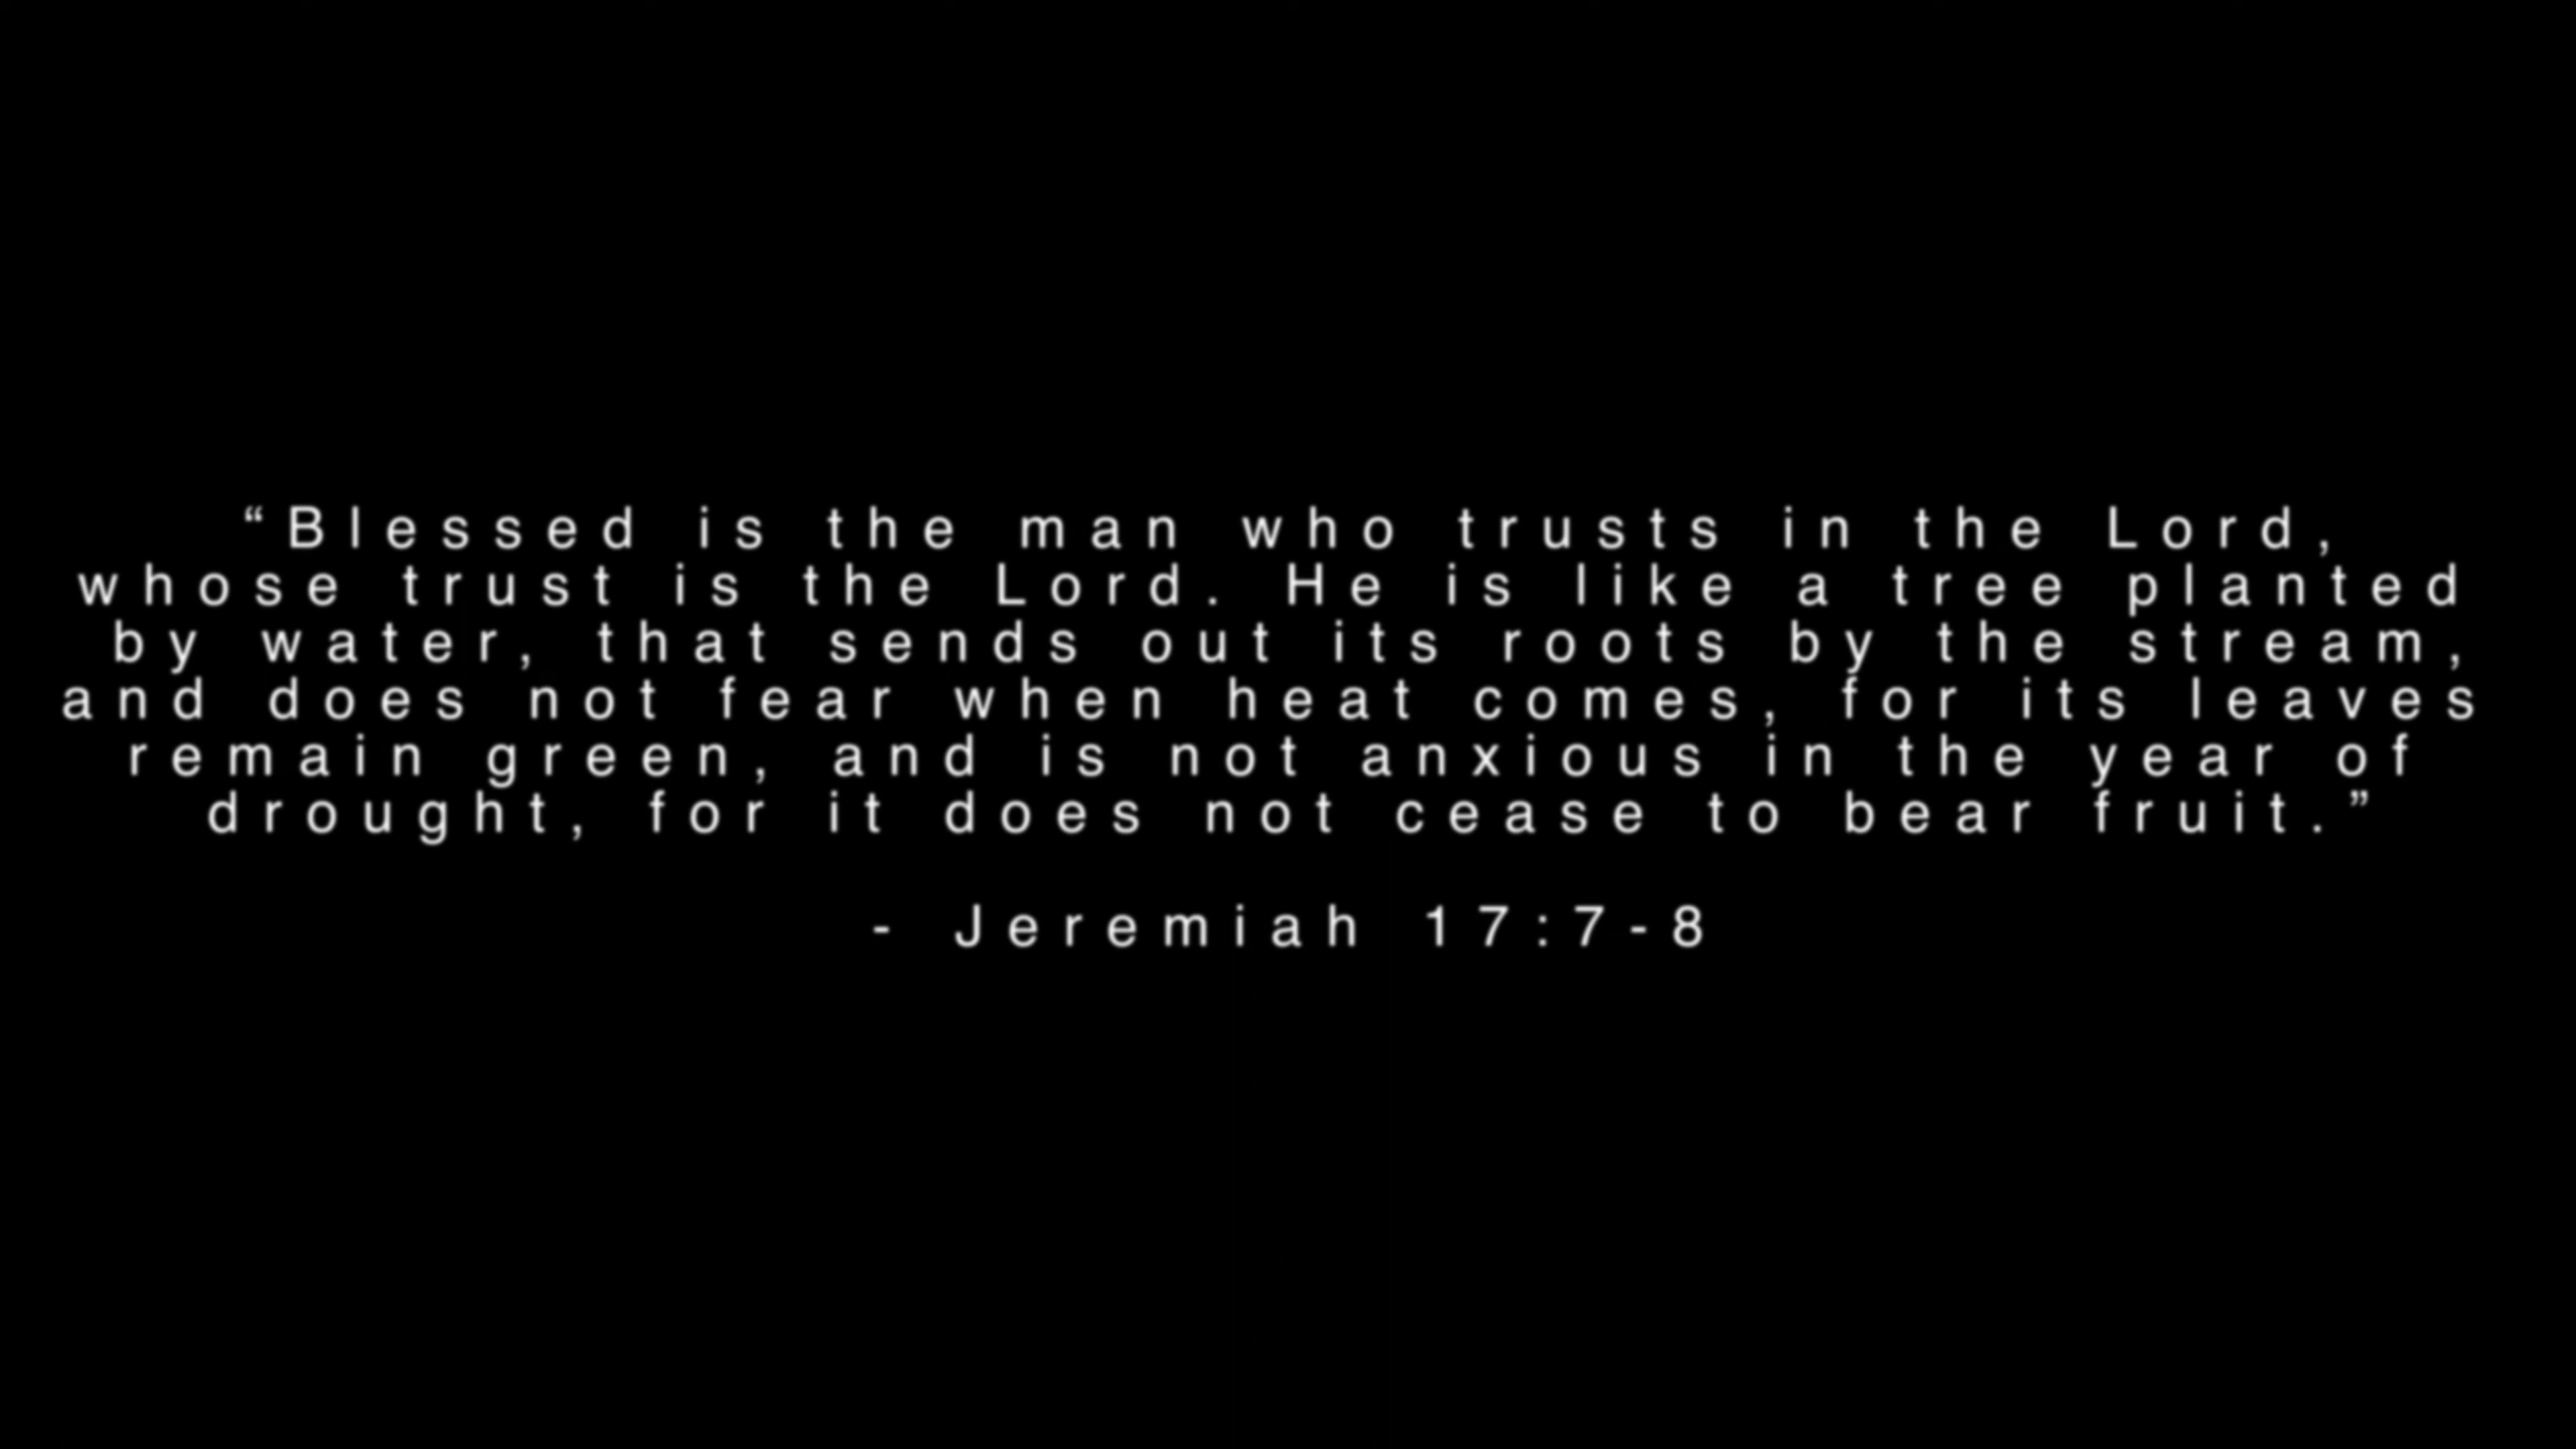 “Blessed is the man who trusts in the Lord,
whose trust is the Lord. He is like a tree planted
by water, that sends out its roots by the stream,
and does not fear when heat comes, for its leaves
remain green, and is not anxious in the year of
drought, for it does not cease to bear fruit.”
- Jeremiah 17:7-8